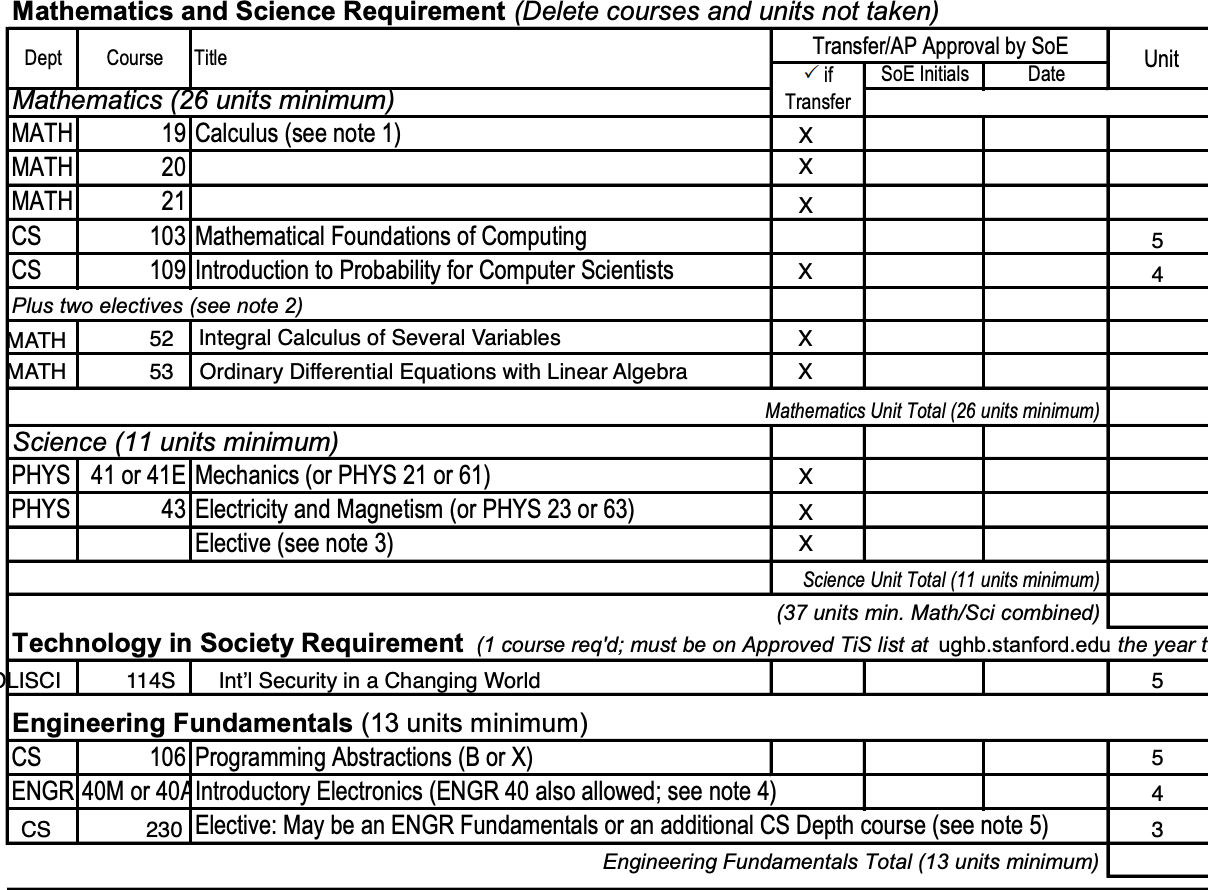 Mathematics and Science Requirement (Delete courses and units not taken)
Dept Course Title Transfer/AP Approval by SoE Unit
✓ if Transfer SoE Initials Date
Mathematics (26 units minimum)
MATH 19 Calculus (see note 1) X
MATH 20 X
MATH 21 X
CS 103 Mathematical Foundations of Computing 5
CS 109 Introduction to Probability for Computer Scientists X 4
Plus two electives (see note 2)
MATH 52 Integral Calculus of Several Variables X
MATH 53 Ordinary Differential Equations with Linear Algebra X
Mathematics Unit Total (26 units minimum)
Science (11 units minimum)
PHYS 41 or 41E Mechanics (or PHYS 21 or 61) X
PHYS 43 Electricity and Magnetism (or PHYS 23 or 63) X
Elective (see note 3) X
Science Unit Total (11 units minimum)
(37 units min. Math/Sci combined)
Technology in Society Requirement (1 course req'd; must be on Approved TiS list at ughb.stanford.edu the year t
OLISCI 114S Int'l Security in a Changing World 5
Engineering Fundamentals (13 units minimum)
CS 106 Programming Abstractions (B or X) 5
ENGR 40M or 40A Introductory Electronics (ENGR 40 also allowed; see note 4) 4
CS 230 Elective: May be an ENGR Fundamentals or an additional CS Depth course (see note 5) 3
Engineering Fundamentals Total (13 units minimum)